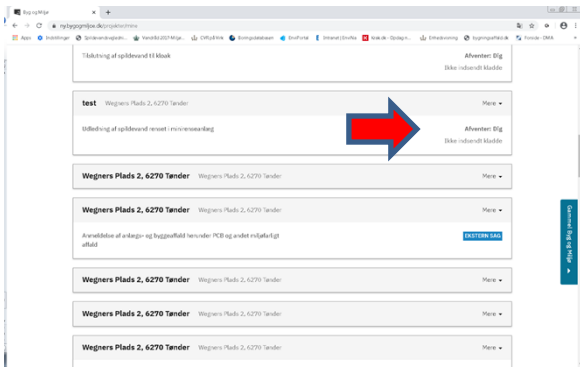 Byg og Miljø
ny.bygogmiljoe.dk/projekter/mine
Apps
Indstillinger
Tilslutning af spildevand til kloak
Afventer: Dig
Ikke indsendt kladde
test Wegners Plads 2, 6270 Tønder Mere
Udledning af spildevand renset i minirenseanlæg
Afventer: Dig
Ikke indsendt kladde
Wegners Plads 2, 6270 Tønder Wegners Plads 2, 6270 Tønder Mere
Wegners Plads 2, 6270 Tønder Wegners Plads 2, 6270 Tønder Mere
Anmeldelse af anlægs- og byggeaffald herunder PCB og andet miljøfarligt
affald
EKSTERN SAG
Wegners Plads 2, 6270 Tønder Wegners Plads 2, 6270 Tønder Mere
Wegners Plads 2, 6270 Tønder Wegners Plads 2, 6270 Tønder Mere
Wegners Plads 2, 6270 Tønder Wegners Plads 2, 6270 Tønder Mere
Gammel Byg og Miljø